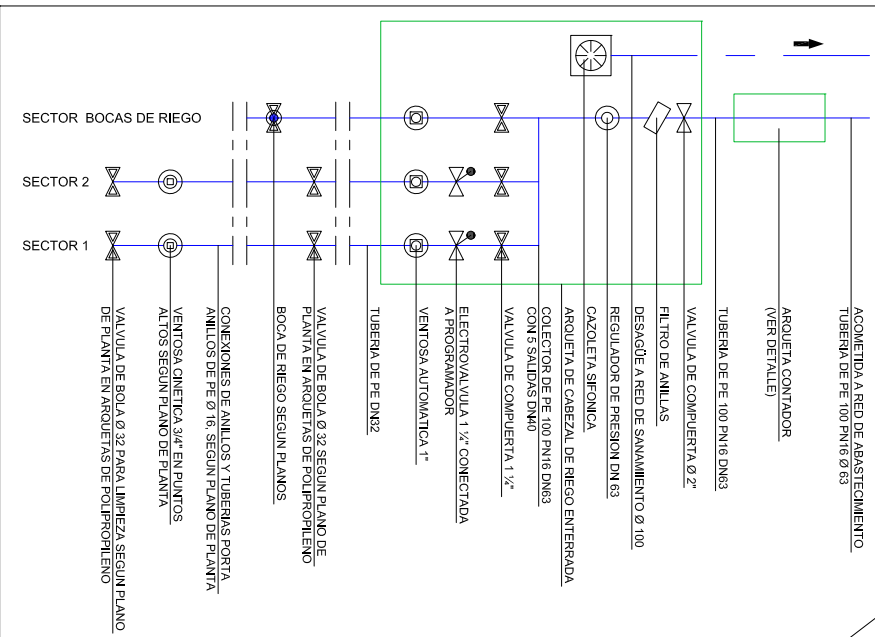 SECTOR BOCAS DE RIEGO
SECTOR 2
SECTOR 1
VALVULA DE BOLA Ø 32 PARA LIMPIEZA SEGUN PLANO
DE PLANTA EN ARQUETAS DE POLIPROPILENO
VENTOSA CINETICA 3/4" EN PUNTOS
ALTOS SEGUN PLANO DE PLANTA
CONEXIONES DE ANILLOS Y TUBERIAS PORTA
ANILLOS DE PE Ø 16, SEGUN PLANO DE PLANTA
BOCA DE RIEGO SEGUN PLANOS
VALVULA DE BOLA Ø 32 SEGUN PLANO DE
PLANTA EN ARQUETAS DE POLIPROPILENO
TUBERIA DE PE DN32
VENTOSA AUTOMATICA 1"
ELECTROVALVULA 1 ¼" CONECTADA
A PROGRAMADOR
VALVULA DE COMPUERTA 1 ¼"
COLECTOR DE PE 100 PN16 DN63
CON 5 SALIDAS DN40
ARQUETA DE CABEZAL DE RIEGO ENTERRADA
CAZOLETA SIFONICA
REGULADOR DE PRESION DN 63
DESAGÜE A RED DE SANAMIENTO Ø 100
FILTRO DE ANILLAS
VALVULA DE COMPUERTA Ø 2"
TUBERIA DE PE 100 PN16 DN63
ARQUETA CONTADOR
(VER DETALLE)
ACOMETIDA A RED DE ABASTECIMIENTO
TUBERIA DE PE 100 PN16 Ø 63